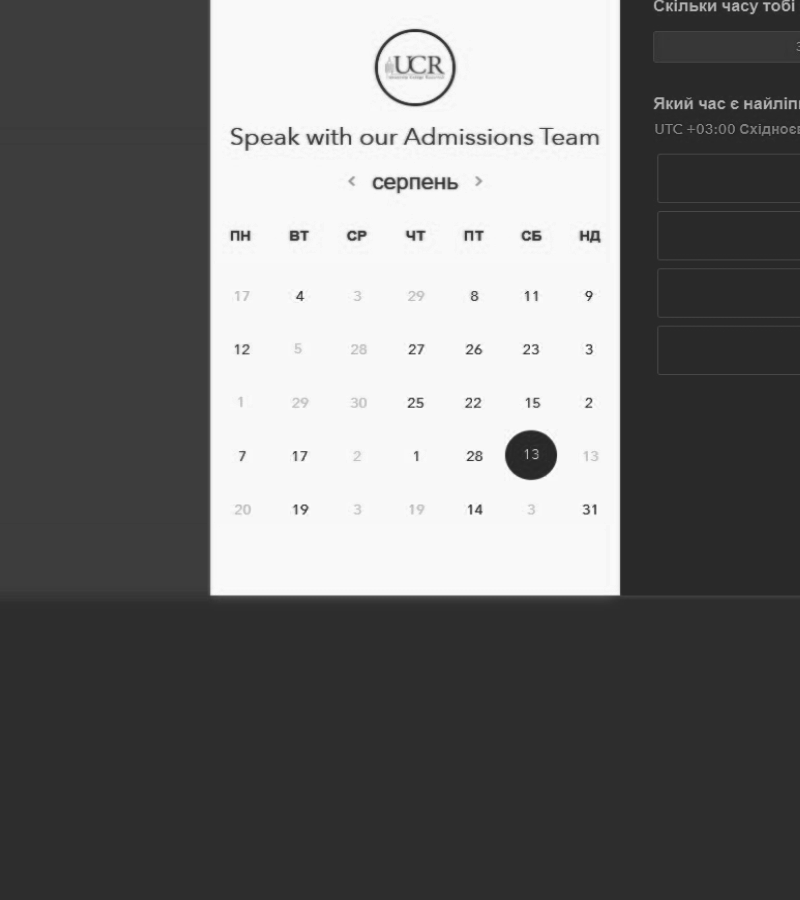 UCR
Speak with our Admissions Team
< серпень >
ПН ВТ СР ЧТ ПТ СБ НД
17 4 3 29 8 11 9
12 5 28 27 26 23 3
1 29 30 25 22 15 2
7 17 2 1 28 13 13
20 19 3 19 14 3 31
Скільки часу тобі
Який час є
UTC +03:00